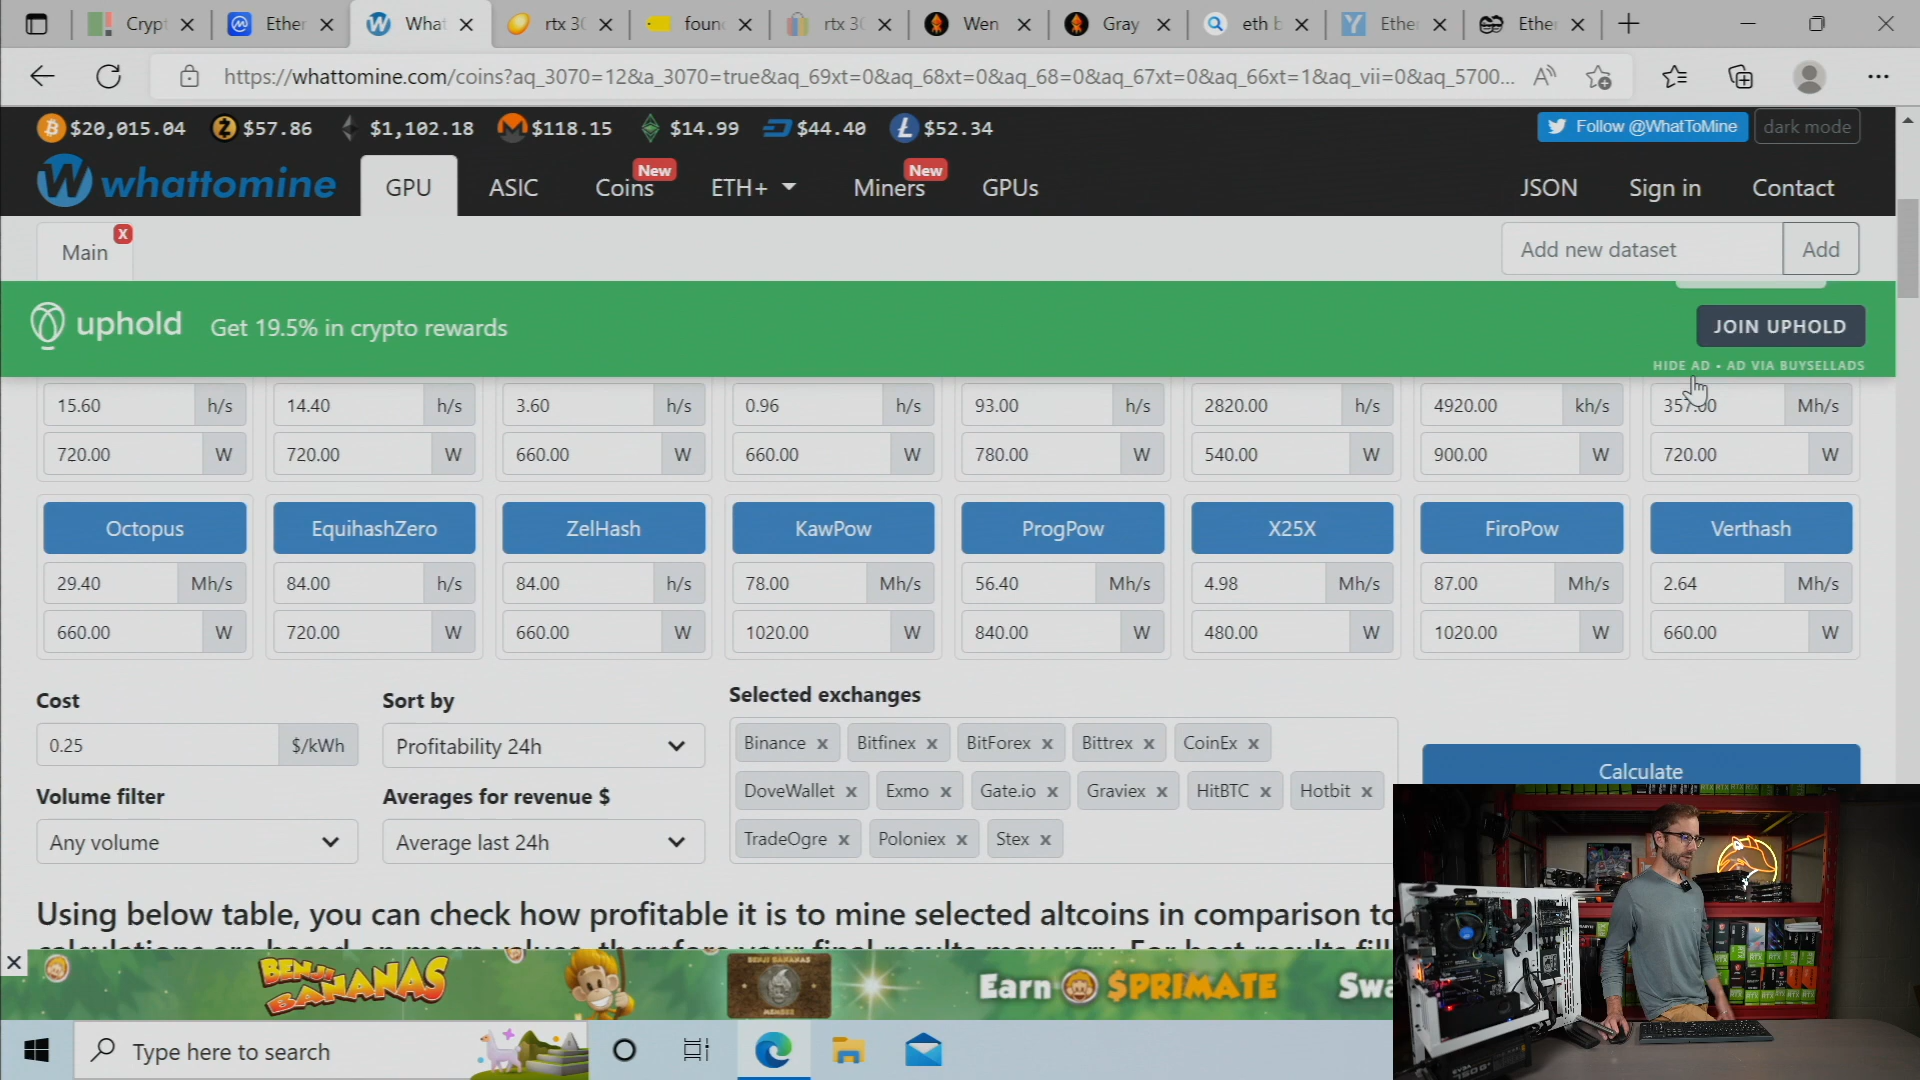 Crypt
Ether
What
rtx 30
foun
rtx 30
Wen
Gray
eth b
Ether
Ether
https://whattomine.com/coins?aq_3070=12&a_3070=true&aq_69xt=0&aq_68xt=0&aq_68=0&aq_67xt=0&aq_66xt=1&aq_vii=0&aq_5700...
$20,015.04 $57.86 $1,102.18 $118.15 $14.99 $44.40 $52.34
Follow @WhatToMine dark mode
whattomine GPU ASIC Coins New ETH+ Miners New GPUs JSON Sign in Contact
Main x Add new dataset Add
uphold Get 19.5% in crypto rewards JOIN UPHOLD
HIDE AD • AD VIA BUYSELLADS
15.60 h/s 14.40 h/s 3.60 h/s 0.96 h/s 93.00 h/s 2820.00 h/s 4920.00 kh/s 357.00 Mh/s
720.00 W 720.00 W 660.00 W 660.00 W 780.00 W 540.00 W 900.00 W 720.00 W
Octopus EquihashZero ZelHash KawPow ProgPow X25X FiroPow Verthash
29.40 Mh/s 84.00 h/s 84.00 h/s 78.00 Mh/s 56.40 Mh/s 4.98 Mh/s 87.00 Mh/s 2.64 Mh/s
660.00 W 720.00 W 660.00 W 1020.00 W 840.00 W 480.00 W 1020.00 W 660.00 W
Cost Sort by Selected exchanges
0.25 $/kWh Profitability 24h
Binance x Bitfinex x BitForex x Bittrex x CoinEx x
DoveWallet x Exmo x Gate.io x Graviex x HitBTC x Hotbit x
TradeOgre x Poloniex x Stex x
Calculate
Volume filter Averages for revenue $
Any volume Average last 24h
Using below table, you can check how profitable it is to mine selected altcoins in comparison to
BENJI BANANAS BENJI BANANAS Earn $PRIMATE Swa
Type here to search